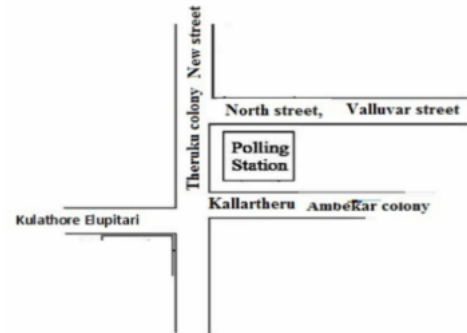 Theruku colony New street
North street, Valluvar street
Polling
Station
Kallartheru Ambekar colony
Kulathore Elupitari